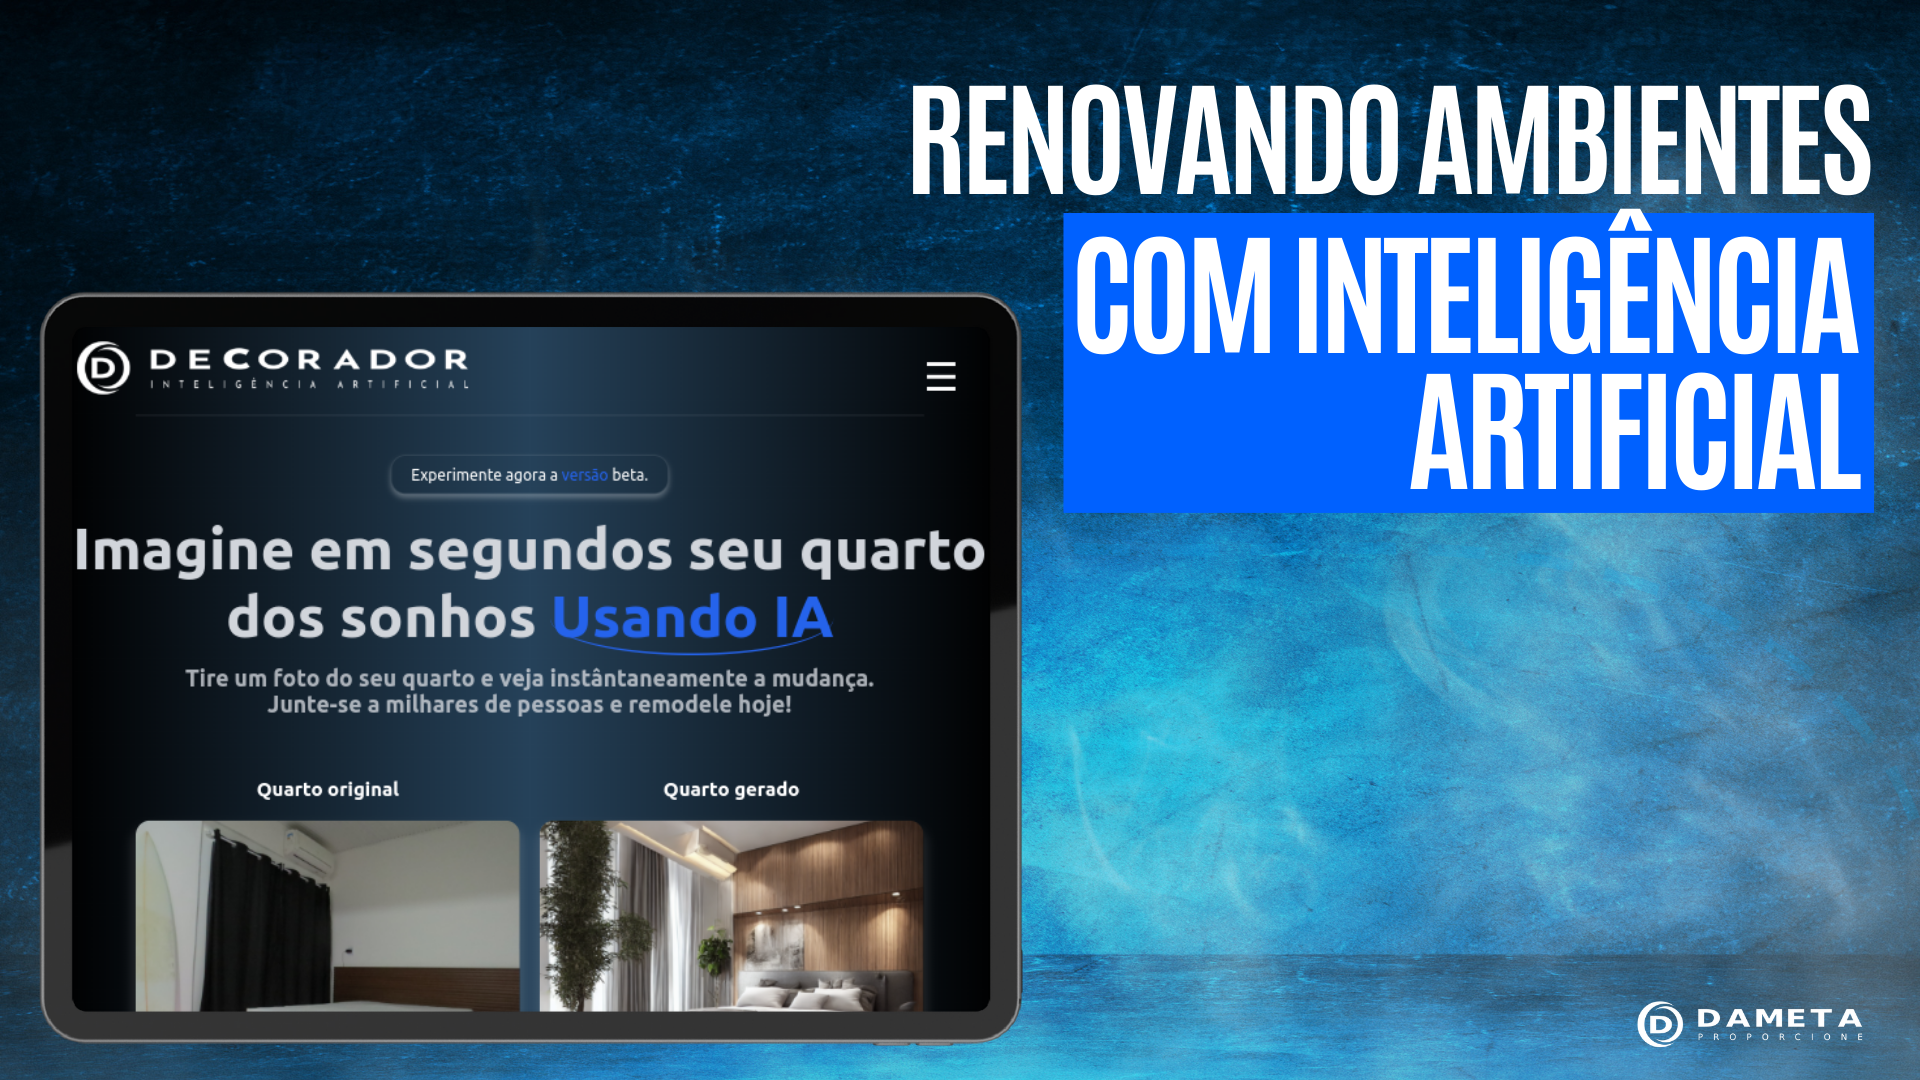 RENOVANDO AMBIENTES
COM INTELIGÊNCIA
ARTIFICIAL
DECORADOR
INTELIGÊNCIA ARTIFICIAL
Experimente agora a versão beta.
Imagine em segundos seu quarto
dos sonhos Usando IA
Tire um foto do seu quarto e veja instântaneamente a mudança.
Junte-se a milhares de pessoas e remodele hoje!
Quarto original
Quarto gerado
DAMETA
PROPORCIONE